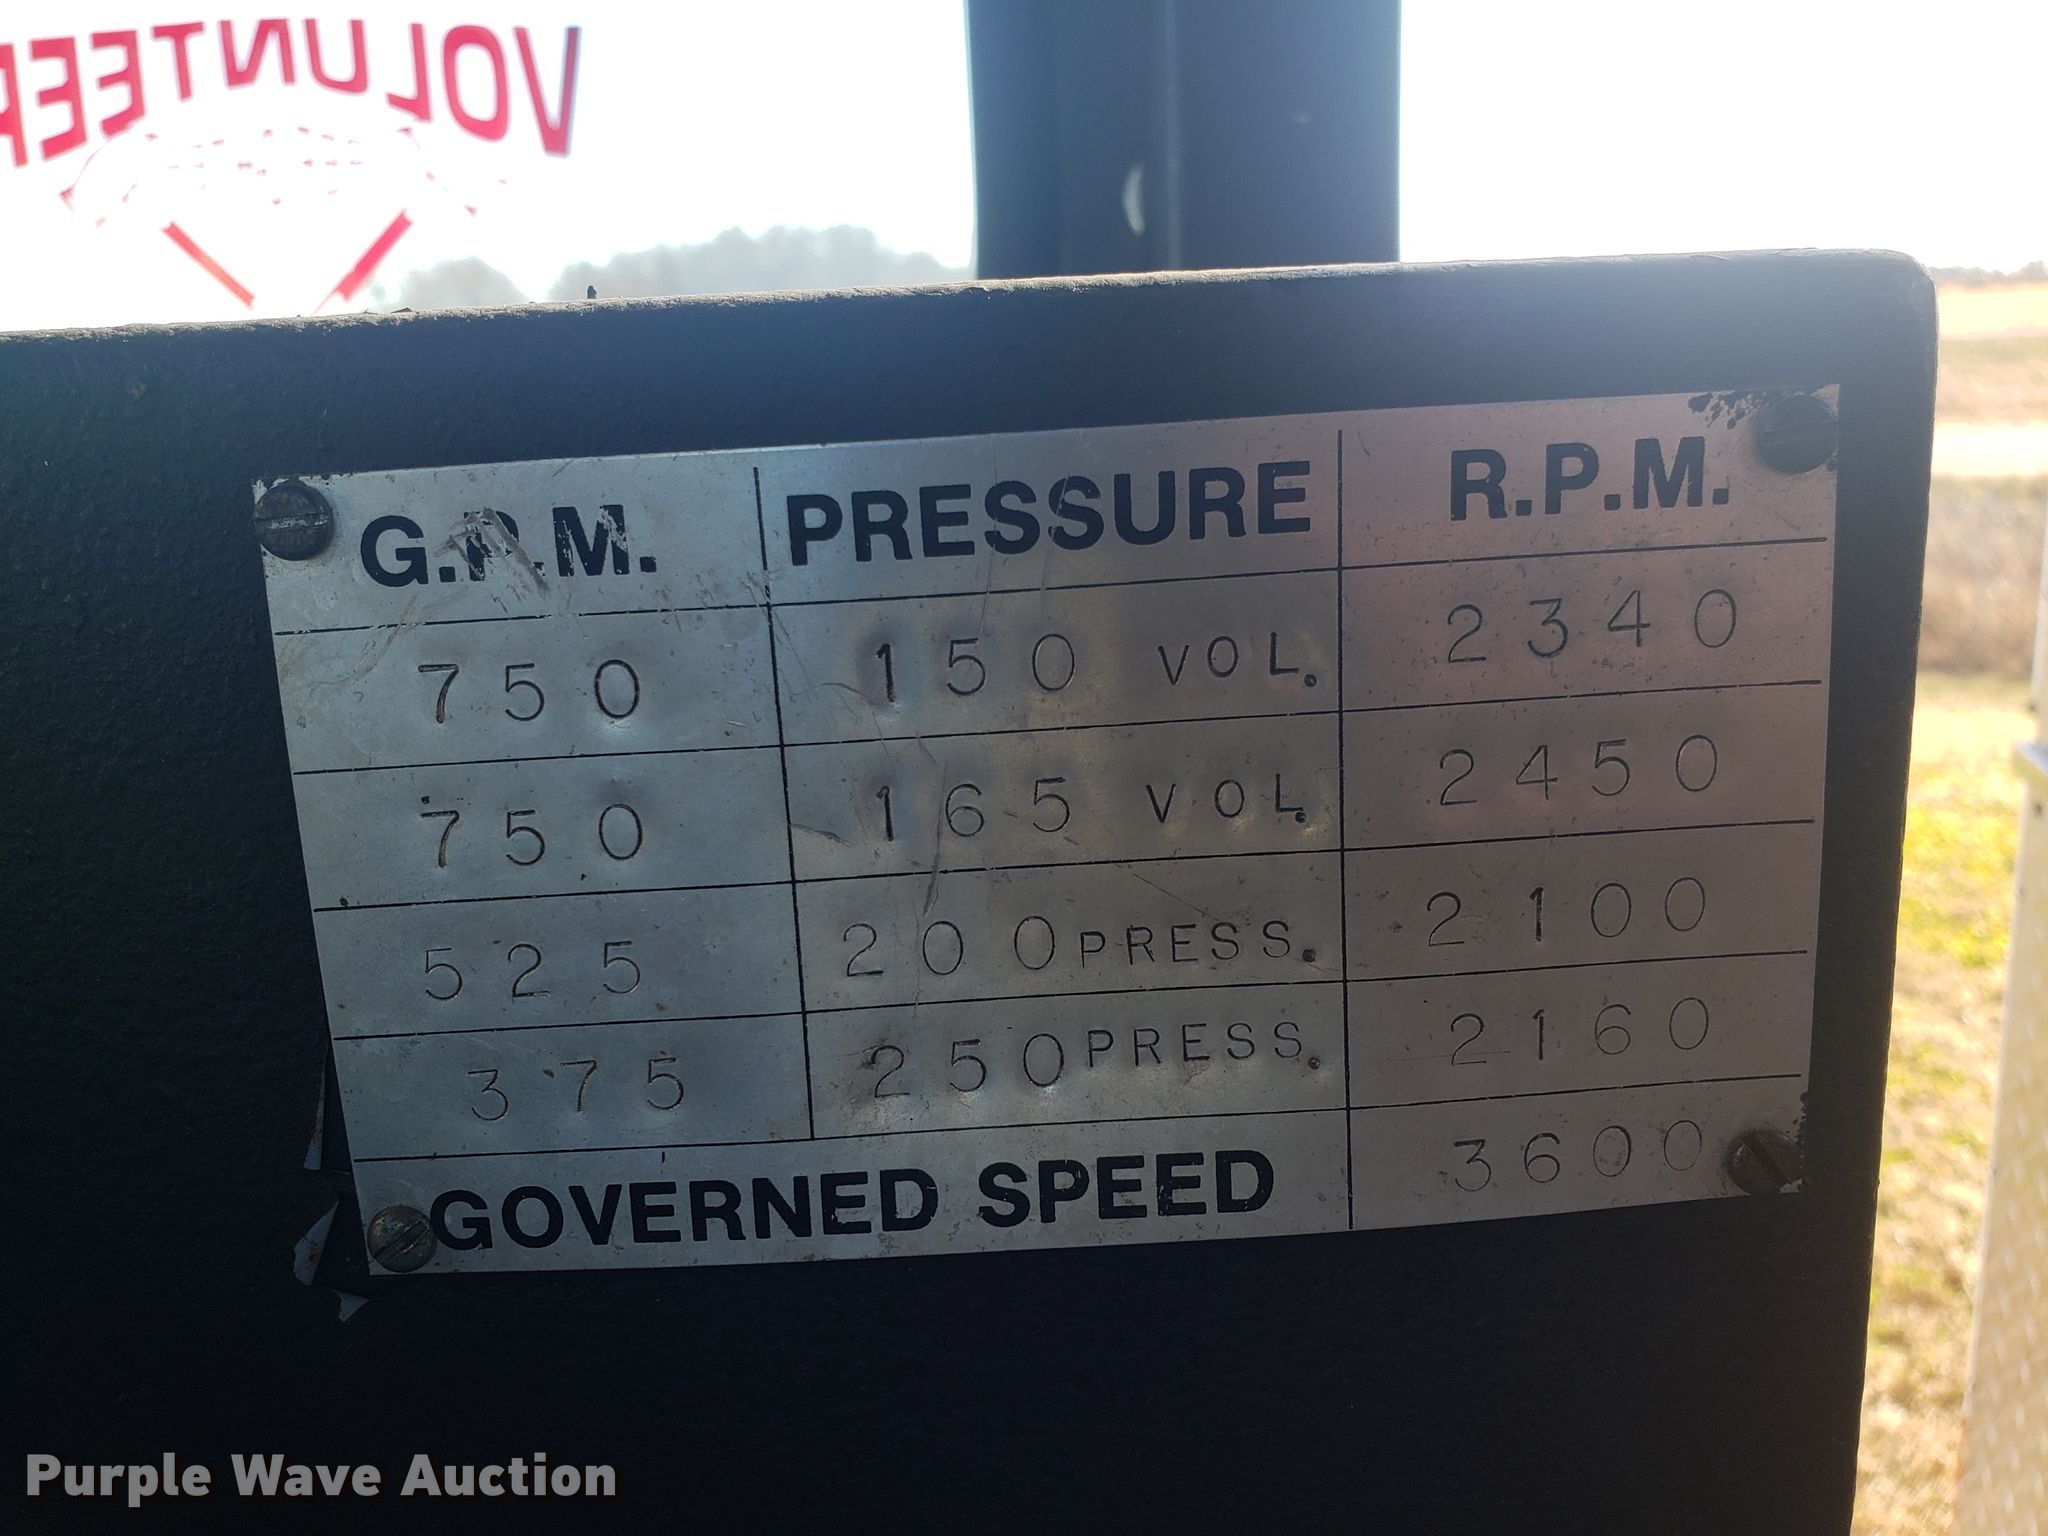 VOLUNTEER
G.P.M. PRESSURE R.P.M.
750 150 VOL. 2340
750 165 VOL. 2450
525 200 PRESS. 2100
375 250 PRESS. 2160
GOVERNED SPEED 3600
Purple Wave Auction